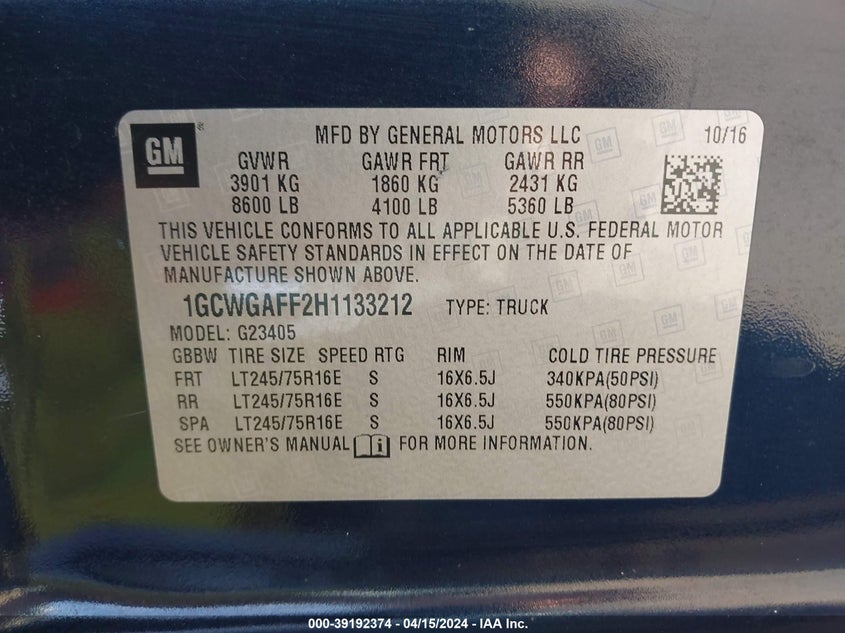 GM ® MFD BY GENERAL MOTORS LLC 10/16
GVWR GAWR FRT GAWR RR
3901 KG 1860 KG 2431 KG
8600 LB 4100 LB 5360 LB
THIS VEHICLE CONFORMS TO ALL APPLICABLE U.S. FEDERAL MOTOR
VEHICLE SAFETY STANDARDS IN EFFECT ON THE DATE OF
MANUFACTURE SHOWN ABOVE.
1GCWGAFF2H1133212 TYPE: TRUCK
MODEL: G23405
GBBW TIRE SIZE SPEED RTG RIM COLD TIRE PRESSURE
FRT LT245/75R16E S 16X6.5J 340KPA(50PSI)
RR LT245/75R16E S 16X6.5J 550KPA(80PSI)
SPA LT245/75R16E S 16X6.5J 550KPA(80PSI)
SEE OWNER'S MANUAL i FOR MORE INFORMATION.
000-39192374 - 04/15/2024 - IAA Inc.